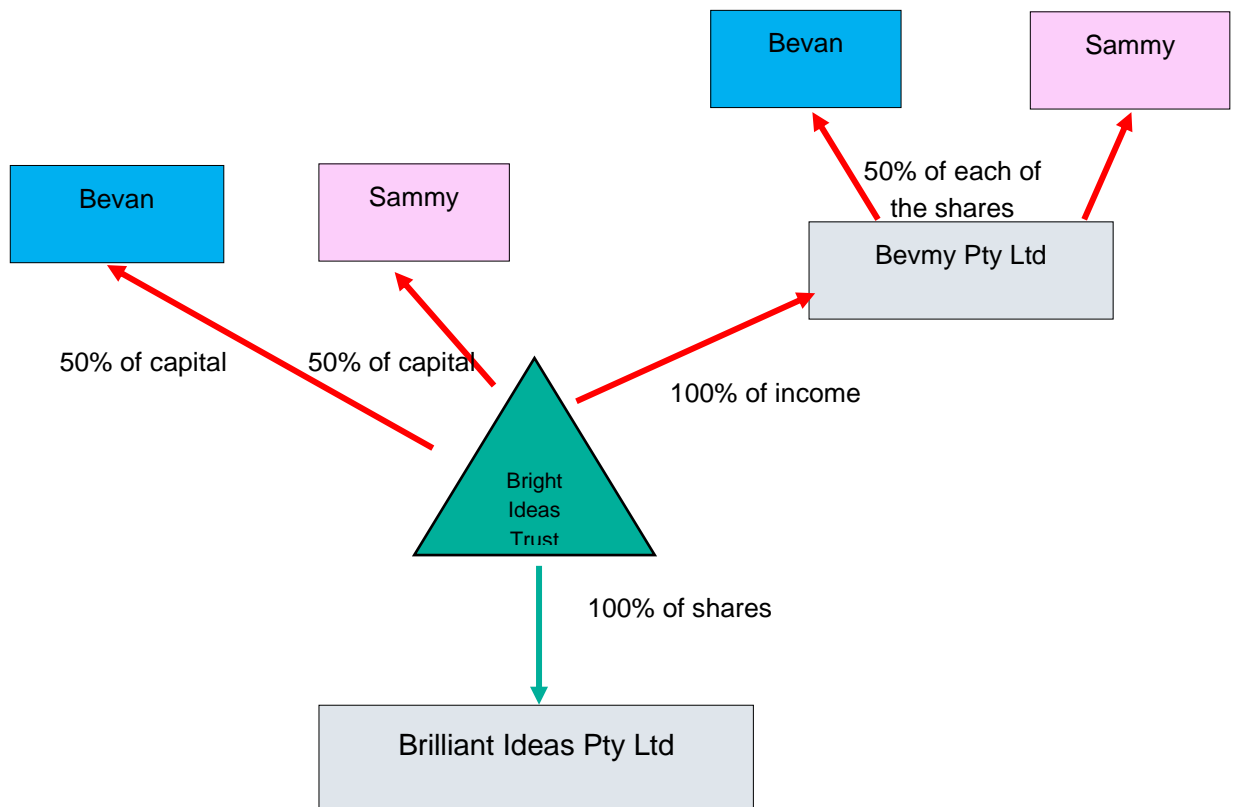 Bevan
Sammy
50% of each of
the shares
Bevan
Sammy
Bevmy Pty Ltd
50% of capital
50% of capital
100% of income
Bright
Ideas
Trust
100% of shares
Brilliant Ideas Pty Ltd